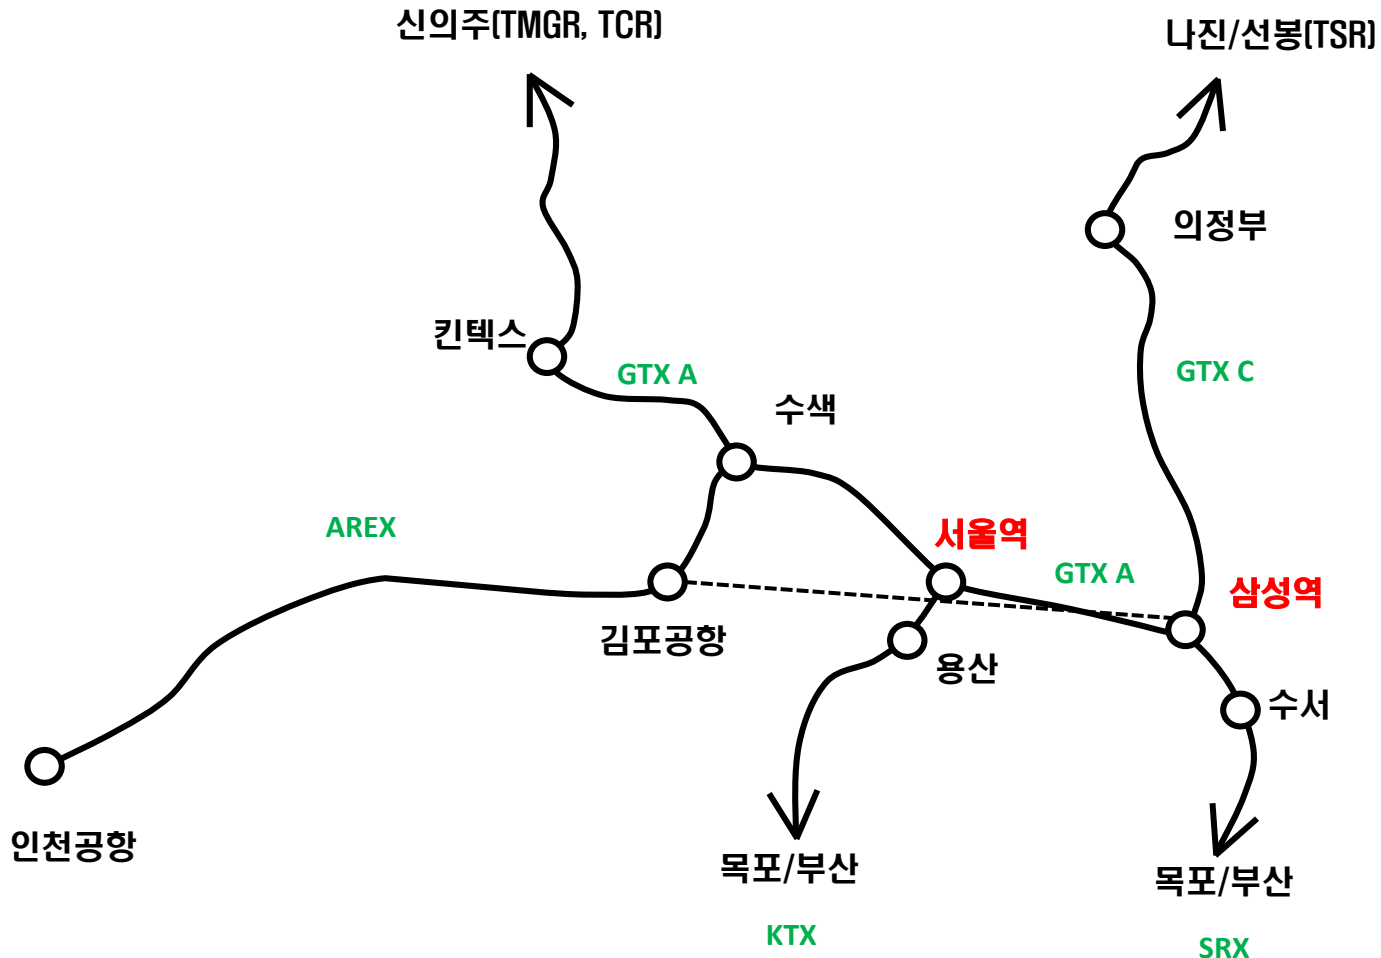 신의주(TMGR, TCR)
나진/선봉(TSR)
의정부
킨텍스
GTX A
GTX C
수색
AREX
서울역
GTX A
삼성역
김포공항
용산
수서
인천공항
목포/부산
목포/부산
KTX
SRX